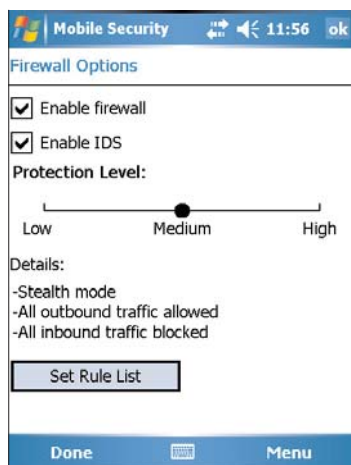 Mobile Security 11:56 ok
Firewall Options
Enable firewall
Enable IDS
Protection Level:
Low Medium High
Details:
-Stealth mode
-All outbound traffic allowed
-All inbound traffic blocked
Set Rule List
Done Menu